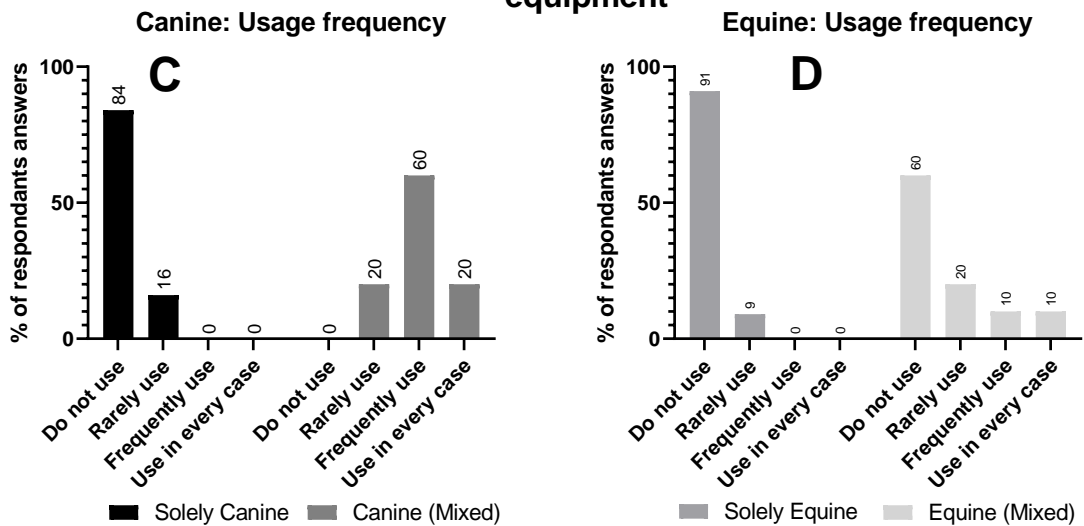 equipment
Canine: Usage frequency
Equine: Usage frequency
C
D
% of respondants answers
100
50
0
84
16
0
0
0
20
60
20
Do not use
Rarely use
Frequently use
Use in every case
Do not use
Rarely use
Frequently use
Use in every case
Solely Canine
Canine (Mixed)
% of respondants answers
100
50
0
91
9
0
0
60
20
10
10
Do not use
Rarely use
Frequently use
Use in every case
Do not use
Rarely use
Frequently use
Use in every case
Solely Equine
Equine (Mixed)